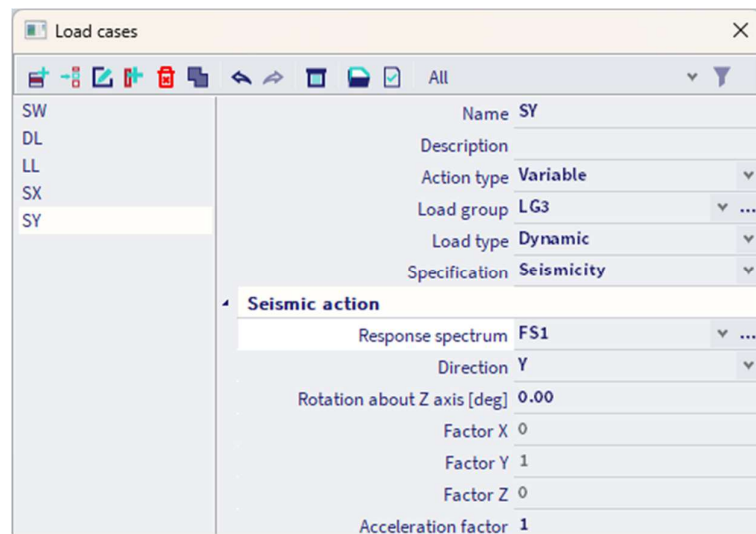 Load cases
All
SW
DL
LL
SX
SY
Name SY
Description
Action type Variable
Load group LG3 ...
Load type Dynamic
Specification Seismicity
Seismic action
Response spectrum FS1 ...
Direction Y
Rotation about Z axis [deg] 0.00
Factor X 0
Factor Y 1
Factor Z 0
Acceleration factor 1